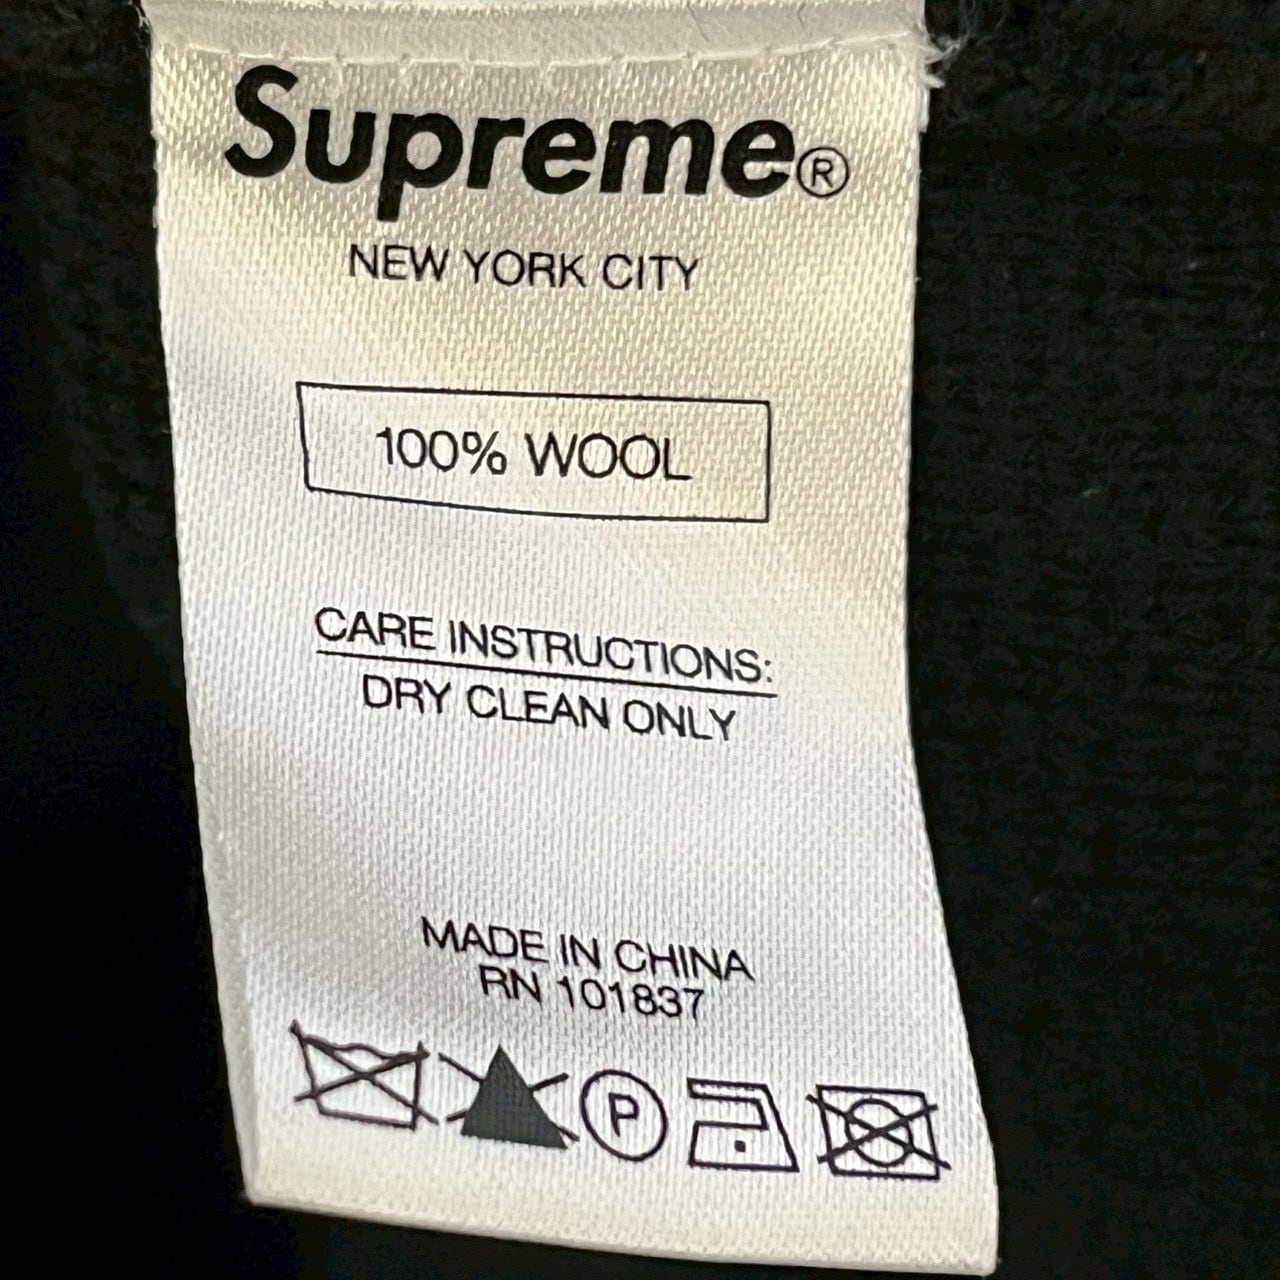 Supreme®
NEW YORK CITY
100% WOOL
CARE INSTRUCTIONS:
DRY CLEAN ONLY
MADE IN CHINA
RN 101837
P